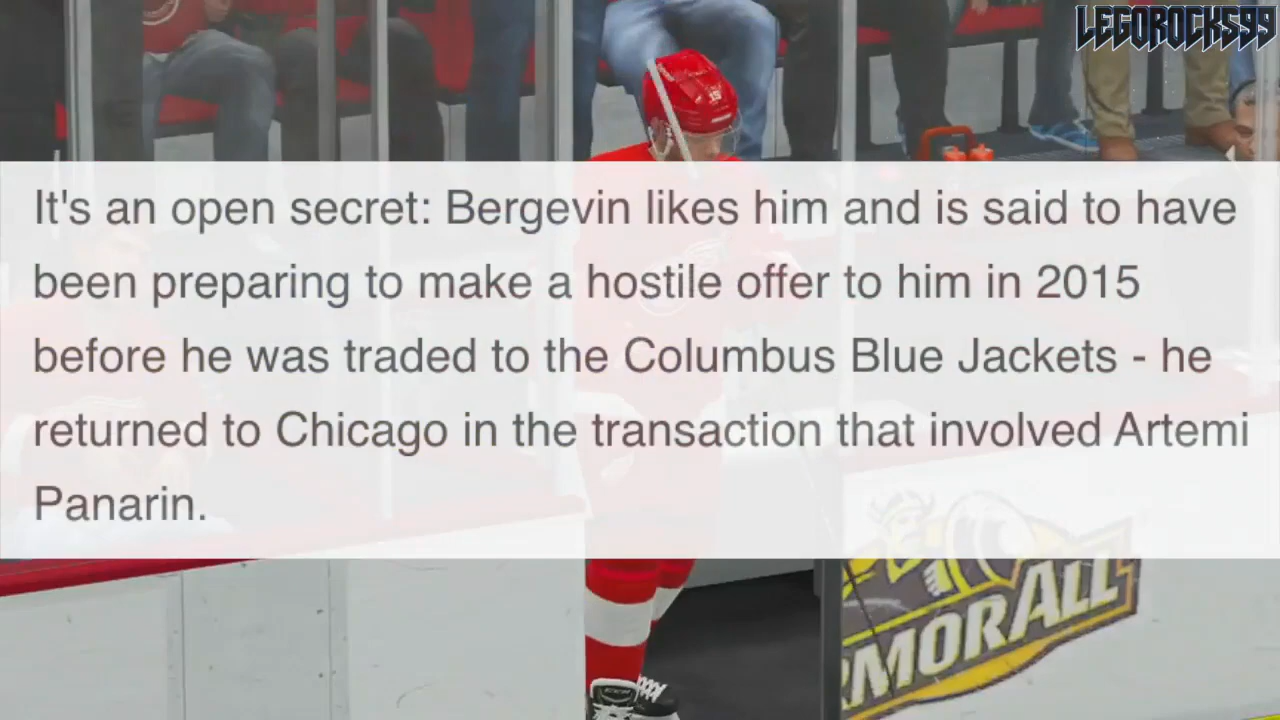 LEGOROCKS99
19
It's an open secret: Bergevin likes him and is said to have
been preparing to make a hostile offer to him in 2015
before he was traded to the Columbus Blue Jackets - he
returned to Chicago in the transaction that involved Artemi
Panarin.
MORALL
CCM